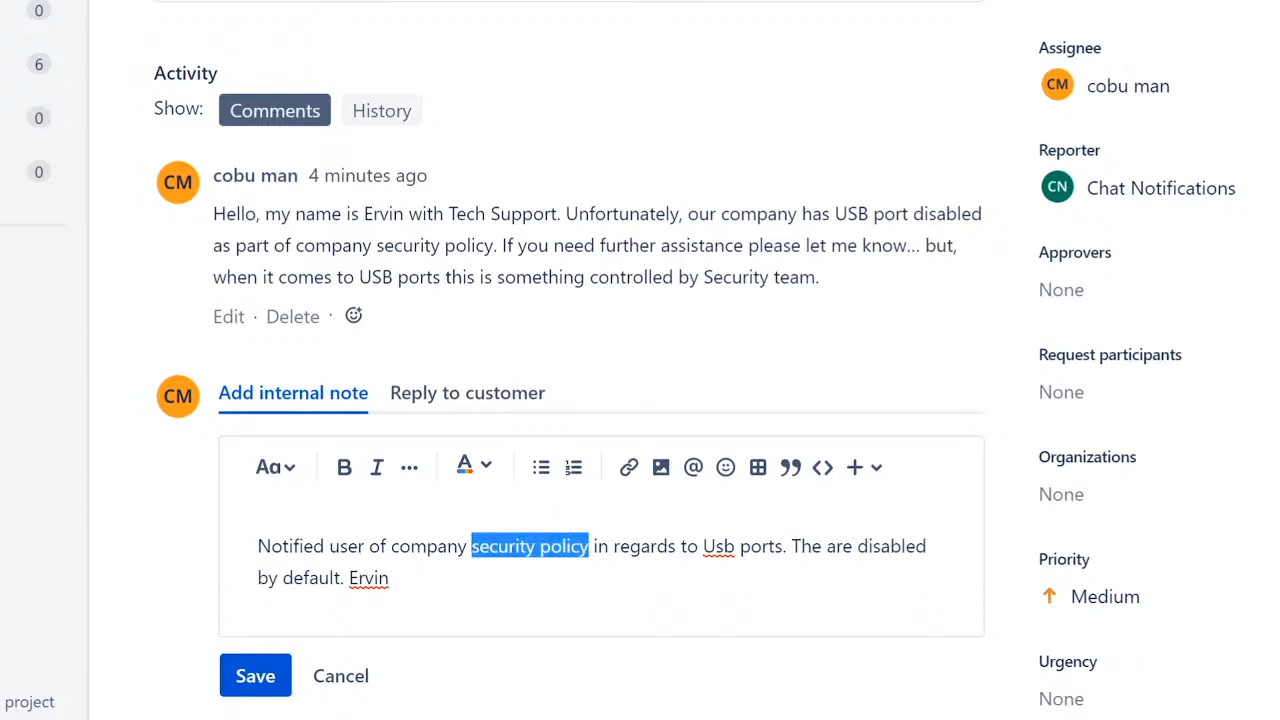 0
6
0
0
project
Activity
Show: Comments History
CM cobu man 4 minutes ago
Hello, my name is Ervin with Tech Support. Unfortunately, our company has USB port disabled
as part of company security policy. If you need further assistance please let me know... but,
when it comes to USB ports this is something controlled by Security team.
Edit · Delete ·
CM Add internal note Reply to customer
Aa B I ... A @ +
Notified user of company security policy in regards to Usb ports. The are disabled
by default. Ervin
Save Cancel
Assignee
CM cobu man
Reporter
CN Chat Notifications
Approvers
None
Request participants
None
Organizations
None
Priority
Medium
Urgency
None